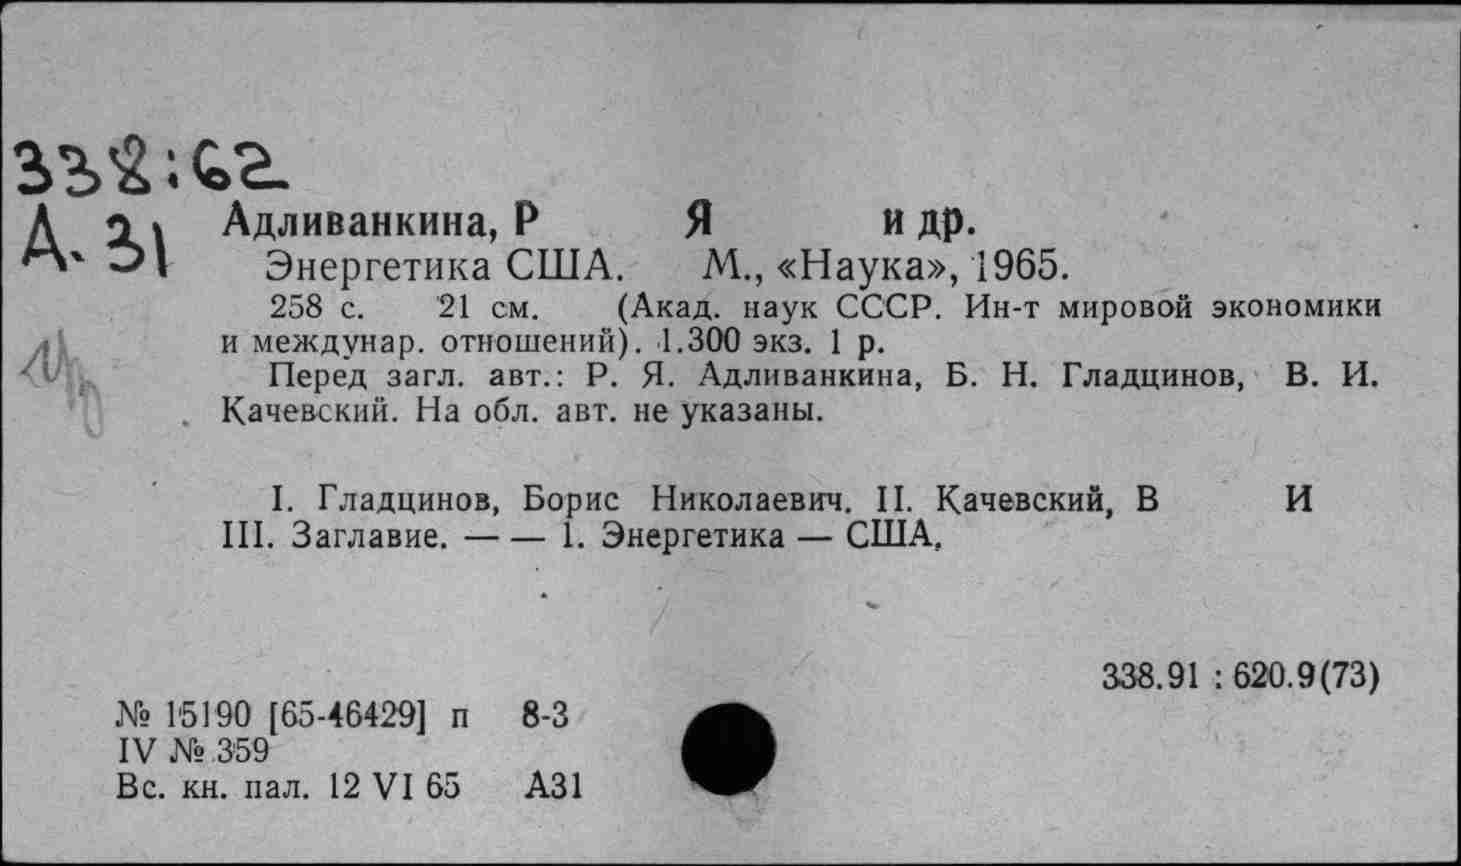 338:62
А-31
Адливанкина, Р Я и др.
Энергетика США. М., «Наука», 1965.
258 с. 21 см. (Акад. наук СССР. Ин-т мировой экономики
и междунар. отношений). 1.300 экз. 1 р.
Перед загл. авт.: Р. Я. Адливанкина, Б. Н. Гладцинов, В. И.
Качевский. На обл. авт. не указаны.
I. Гладцинов, Борис Николаевич. II. Качевский, В И
III. Заглавие. — — 1. Энергетика — США.
338.91 : 620.9(73)
№ 15190 [65-46429] п 8-3
IV № 359
Вс. кн. пал. 12 VI 65 А31